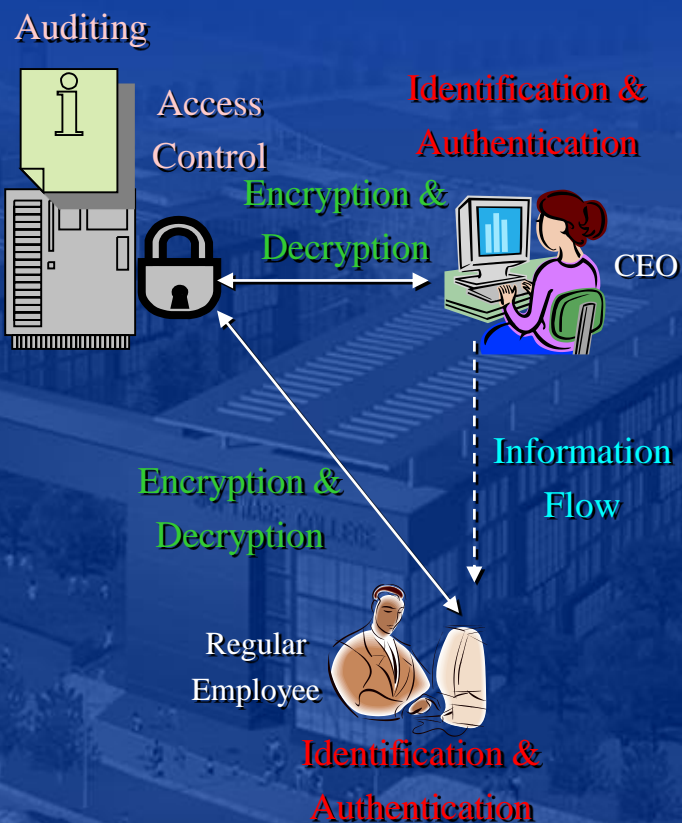 Auditing
Access
Control
Identification &
Authentication
Encryption &
Decryption
CEO
Information
Flow
Encryption &
Decryption
Regular
Employee
Identification &
Authentication